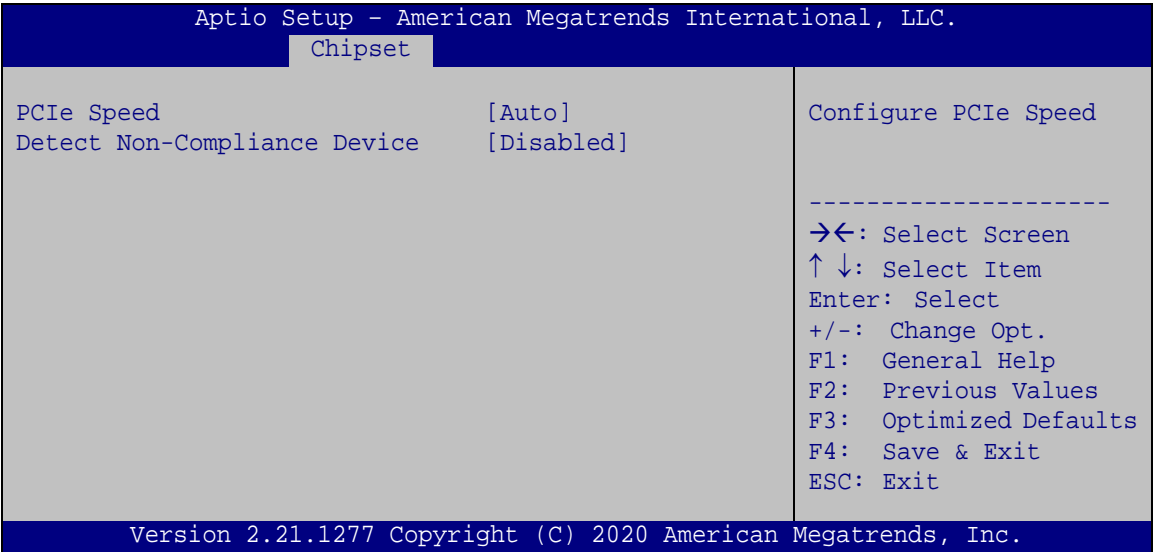 Aptio Setup – American Megatrends International, LLC.
Chipset
PCIe Speed [Auto]
Detect Non-Compliance Device [Disabled]
Configure PCIe Speed
---------------------
→←: Select Screen
↑ ↓: Select Item
Enter: Select
+/-: Change Opt.
F1: General Help
F2: Previous Values
F3: Optimized Defaults
F4: Save & Exit
ESC: Exit
Version 2.21.1277 Copyright (C) 2020 American Megatrends, Inc.